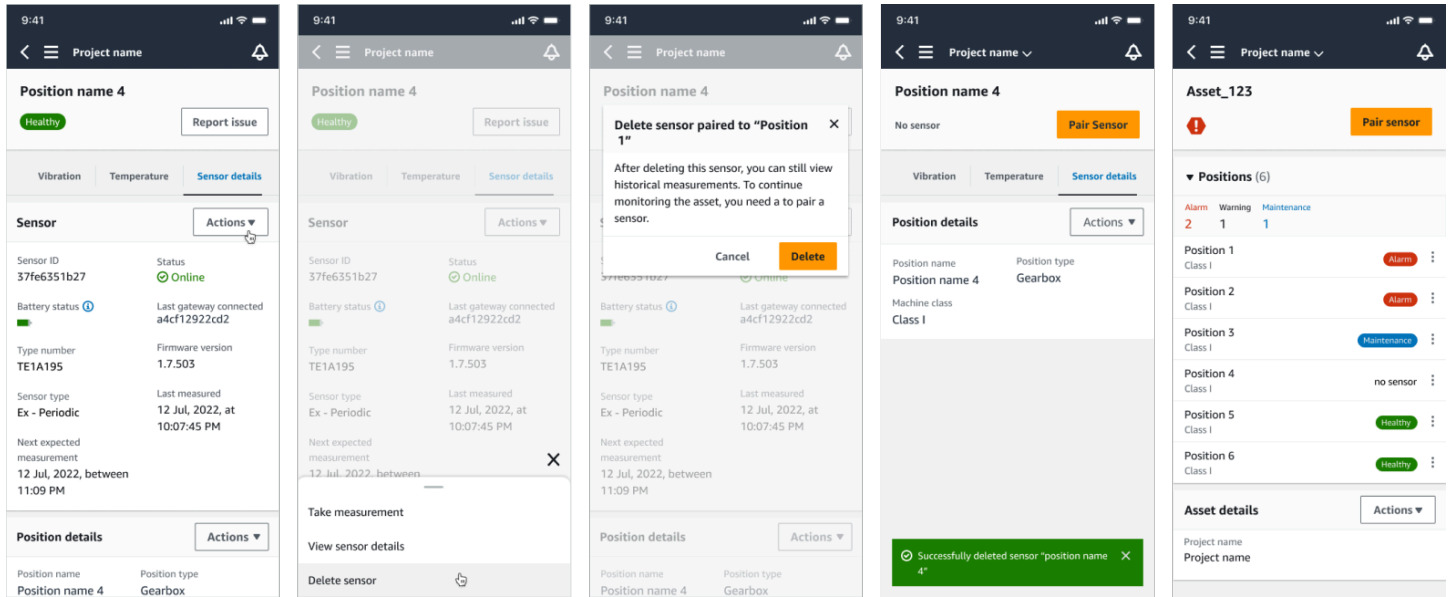 9:41
Project name
Position name 4
Healthy
Report issue
Vibration Temperature Sensor details
Sensor
Actions ▼
Sensor ID
37fe6351b27
Status
Online
Battery status
Last gateway connected
a4cf12922cd2
Type number
TE1A195
Firmware version
1.7.503
Sensor type
Ex - Periodic
Last measured
12 Jul, 2022, at
10:07:45 PM
Next expected
measurement
12 Jul, 2022, between
11:09 PM
Position details
Actions ▼
Position name
Position name 4
Position type
Gearbox
9:41
Project name
Position name 4
Healthy
Report issue
Vibration Temperature Sensor details
Sensor
Actions ▼
Sensor ID
37fe6351b27
Status
Online
Battery status
Last gateway connected
a4cf12922cd2
Type number
TE1A195
Firmware version
1.7.503
Sensor type
Ex - Periodic
Last measured
12 Jul, 2022, at
10:07:45 PM
Next expected
measurement
12 Jul, 2022, between
Take measurement
View sensor details
Delete sensor
9:41
Project name
Position name 4
Delete sensor paired to “Position
1”
After deleting this sensor, you can still view
historical measurements. To continue
monitoring the asset, you need a to pair a
sensor.
Cancel
Delete
37fe6351b27
Online
Battery status
Last gateway connected
a4cf12922cd2
Type number
TE1A195
Firmware version
1.7.503
Sensor type
Ex - Periodic
Last measured
12 Jul, 2022, at
10:07:45 PM
Next expected
measurement
12 Jul, 2022, between
11:09 PM
Position details
Actions ▼
Position name
Position name 4
Position type
Gearbox
9:41
Project name
Position name 4
No sensor
Pair Sensor
Vibration Temperature Sensor details
Position details
Actions ▼
Position name
Position name 4
Position type
Gearbox
Machine class
Class I
Successfully deleted sensor “position name
4”
9:41
Project name
Asset_123
Pair sensor
▼ Positions (6)
Alarm Warning Maintenance
2 1 1
Position 1
Class I
Alarm
Position 2
Class I
Alarm
Position 3
Class I
Maintenance
Position 4
Class I
no sensor
Position 5
Class I
Healthy
Position 6
Class I
Healthy
Asset details
Actions ▼
Project name
Project name